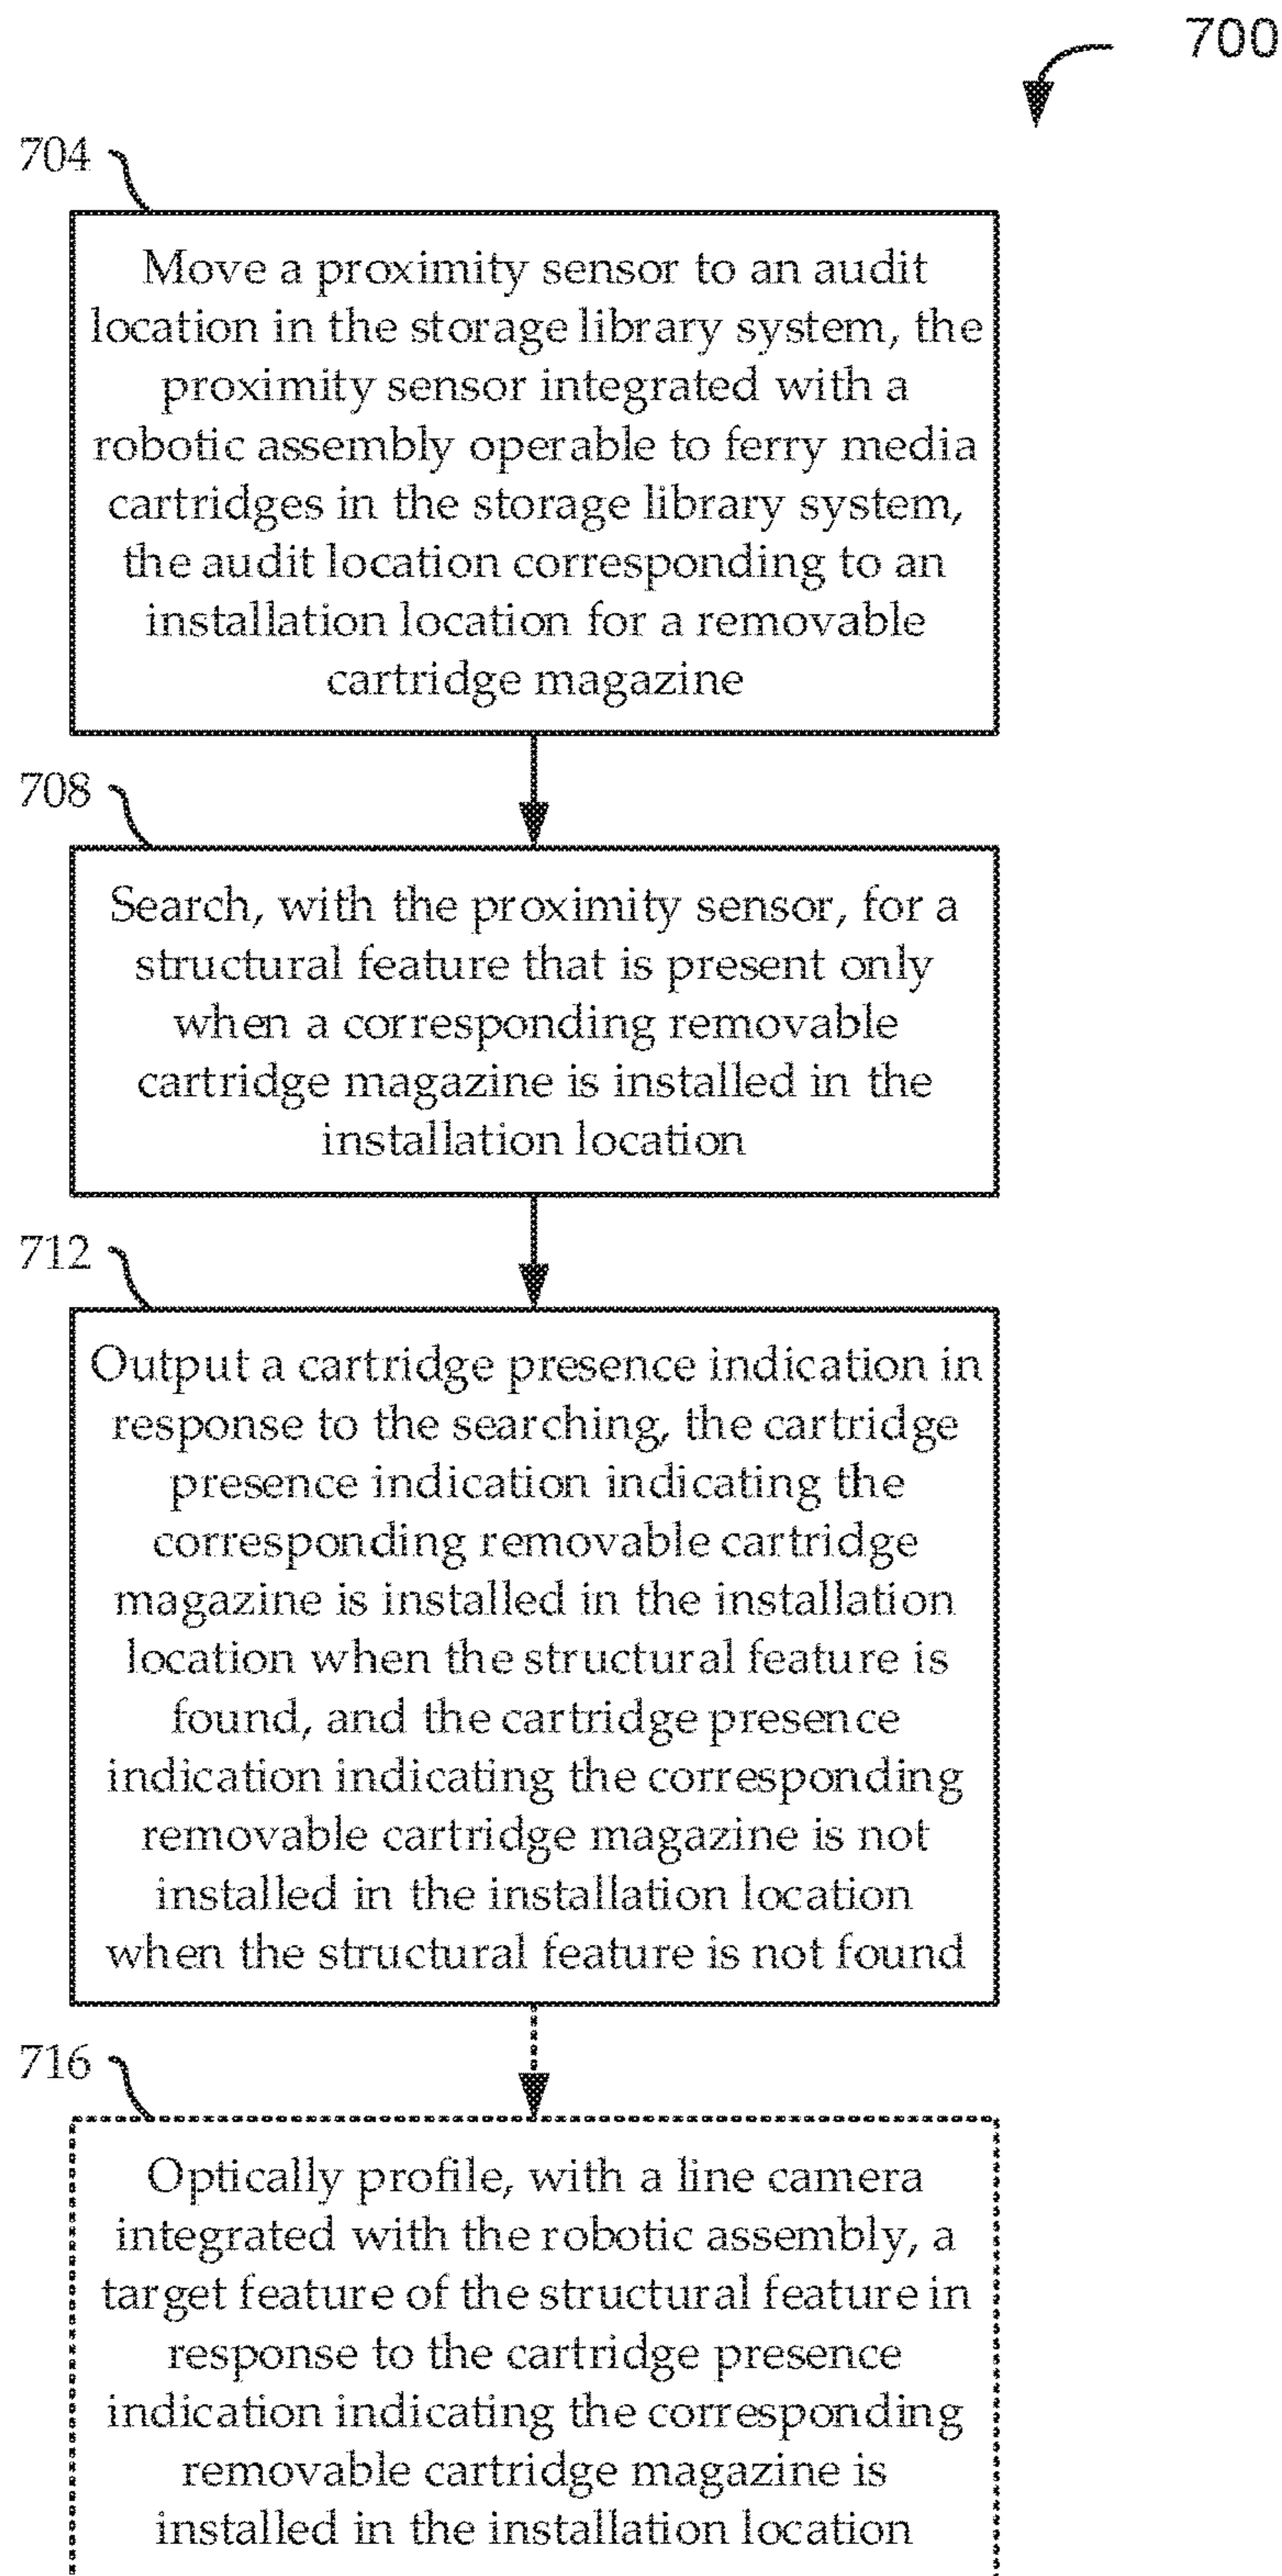 700
704
Move a proximity sensor to an audit
location in the storage library system, the
proximity sensor integrated with a
robotic assembly operable to ferry media
cartridges in the storage library system,
the audit location corresponding to an
installation location for a removable
cartridge magazine
708
Search, with the proximity sensor, for a
structural feature that is present only
when a corresponding removable
cartridge magazine is installed in the
installation location
712
Output a cartridge presence indication in
response to the searching, the cartridge
presence indication indicating the
corresponding removable cartridge
magazine is installed in the installation
location when the structural feature is
found, and the cartridge presence
indication indicating the corresponding
removable cartridge magazine is not
installed in the installation location
when the structural feature is not found
716
Optically profile, with a line camera
integrated with the robotic assembly, a
target feature of the structural feature in
response to the cartridge presence
indication indicating the corresponding
removable cartridge magazine is
installed in the installation location